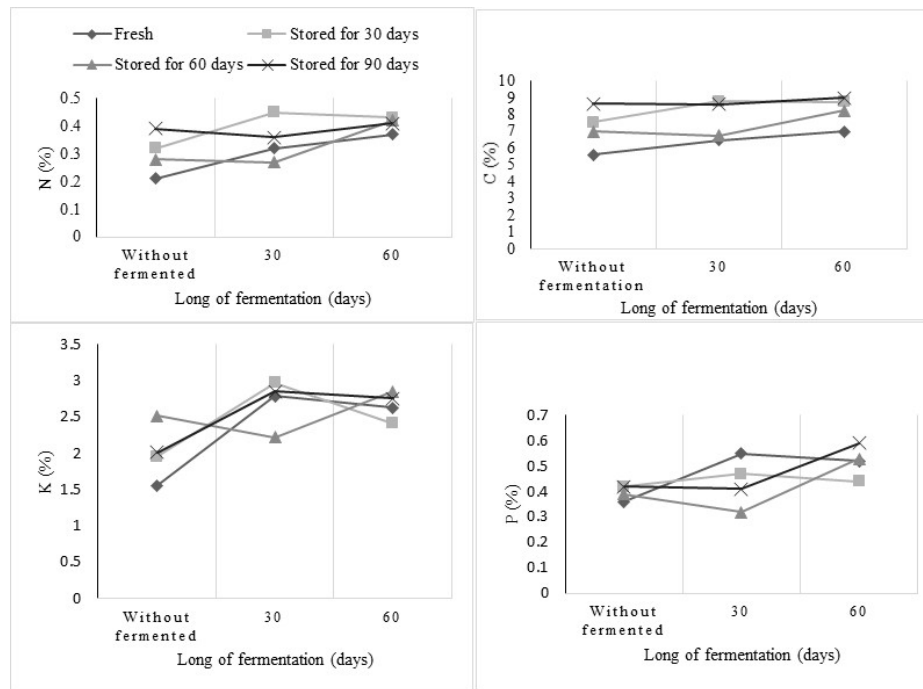 Fresh
Stored for 30 days
Stored for 60 days
Stored for 90 days
0.5
0.4
0.3
0.2
0.1
0
N (%)
Without
fermented
30
60
Long of fermentation (days)
10
9
8
7
6
5
4
3
2
1
0
C (%)
Without
fermentation
30
60
Long of fermentation (days)
3.5
3
2.5
2
1.5
1
0.5
0
K (%)
Without
fermented
30
60
Long of fermentation (days)
0.7
0.6
0.5
0.4
0.3
0.2
0.1
0
P (%)
Without
fermented
30
60
Long of fermentation (days)